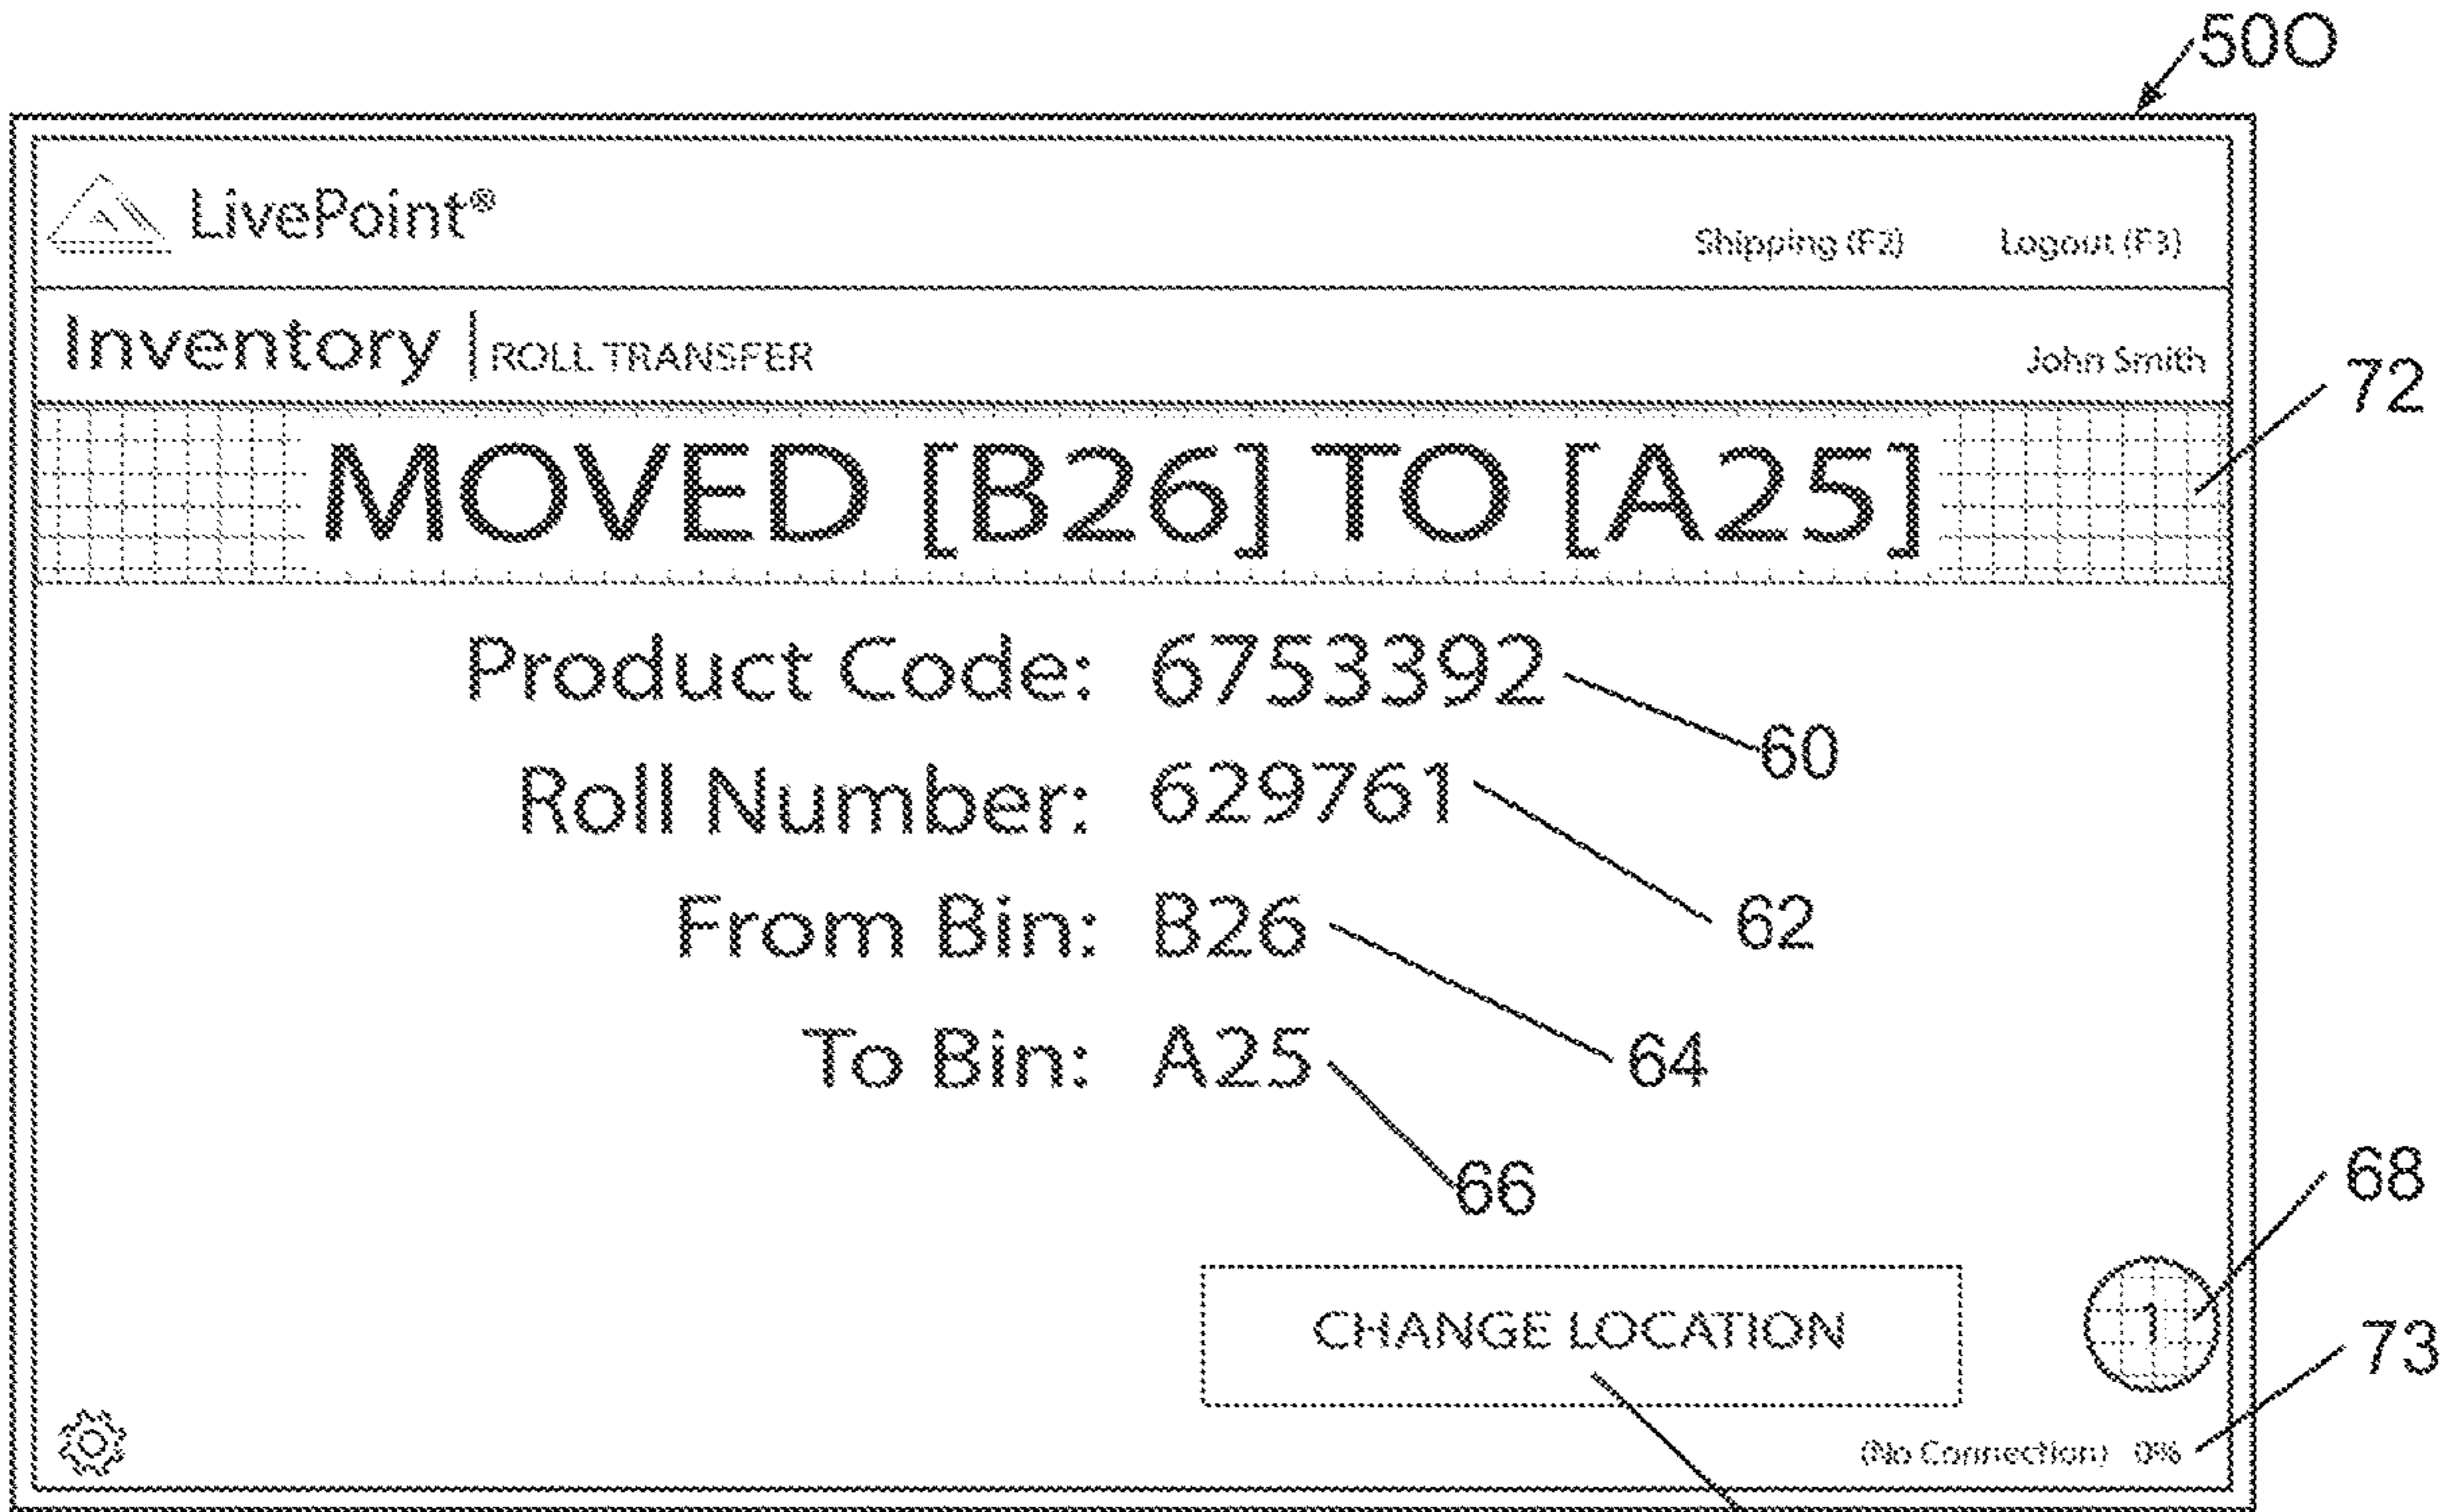 50O
LivePoint®
Shipping (F2) Logout (F3)
Inventory | ROLL TRANSFER
John Smith
72
MOVED [B26] TO [A25]
Product Code: 6753392
60
Roll Number: 629761
62
From Bin: B26
64
To Bin: A25
66
68
CHANGE LOCATION
1
73
(No Connection) 0%